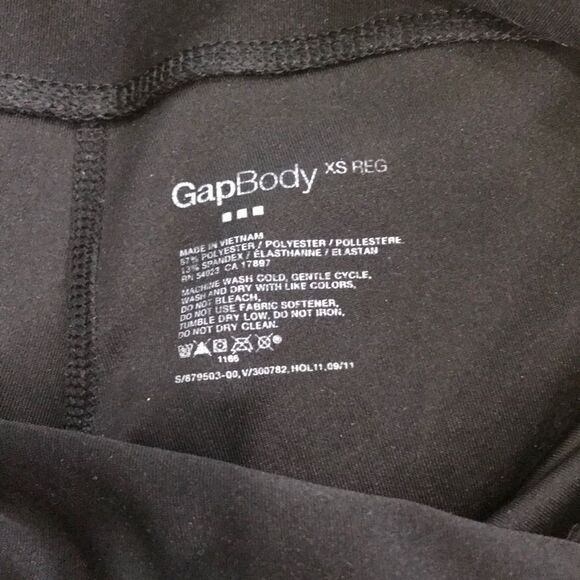 GapBody XS REG
MADE IN VIETNAM
87% POLYESTER / POLYESTER / POLIESTERE.
13% SPANDEX / ÉLASTHANNE / ELASTAN
RN 54023 CA 17897
MACHINE WASH COLD, GENTLE CYCLE,
WASH AND DRY WITH LIKE COLORS,
DO NOT BLEACH,
DO NOT USE FABRIC SOFTENER,
TUMBLE DRY LOW, DO NOT IRON,
DO NOT DRY CLEAN.
1166
S/879503-00,V/300782,HOL11,09/11